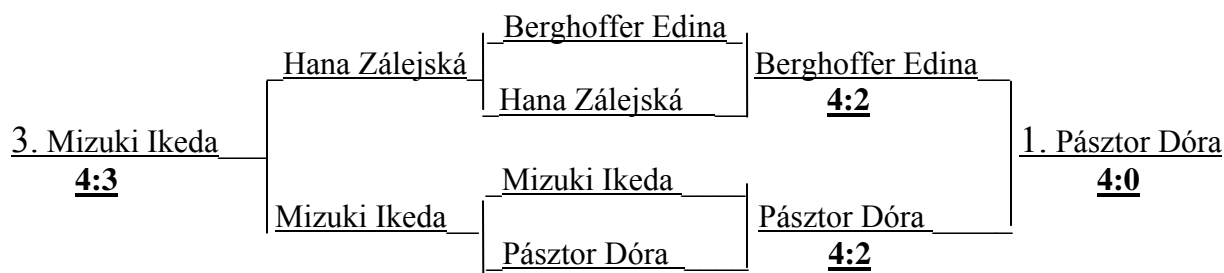 Berghoffer Edina
Hana Zálejská Berghoffer Edina
Hana Zálejská 4:2
3. Mizuki Ikeda 1. Pásztor Dóra
4:3 Mizuki Ikeda 4:0
Mizuki Ikeda Pásztor Dóra
Pásztor Dóra 4:2